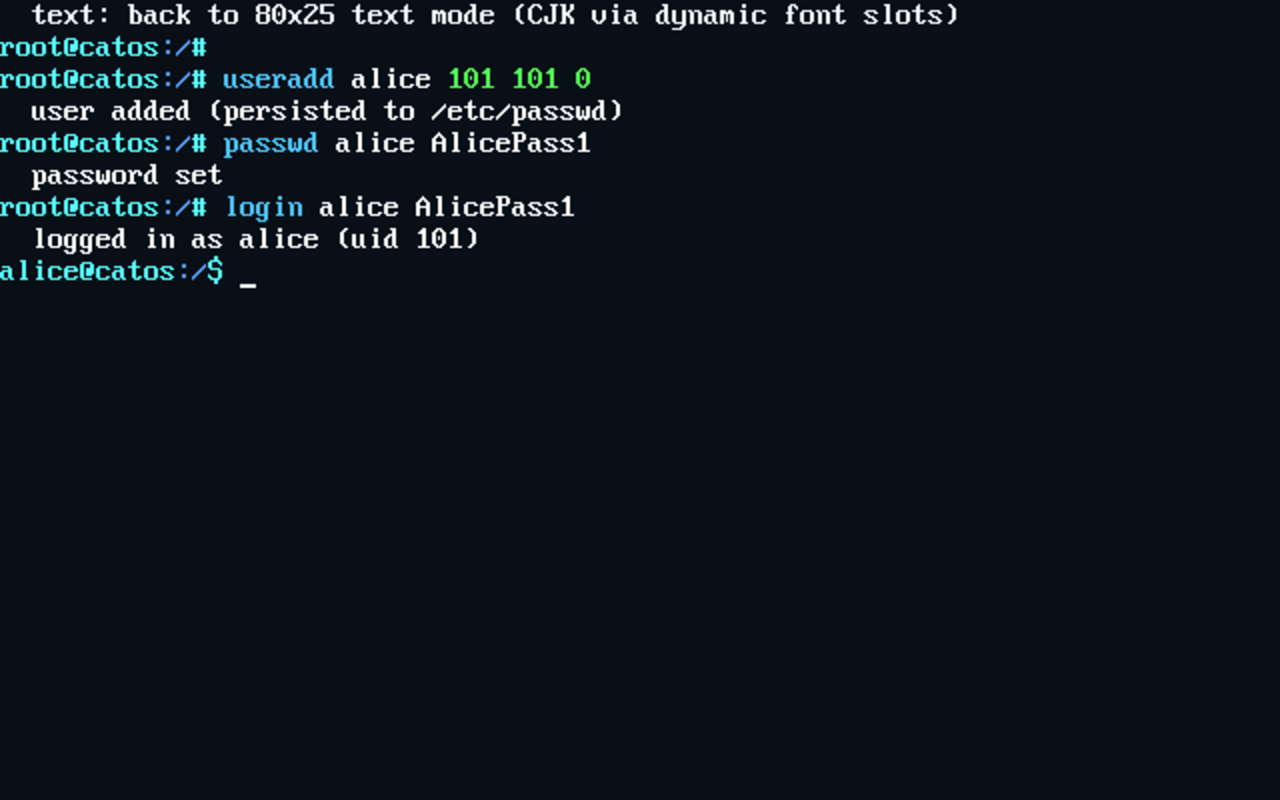 text: back to 80x25 text mode (CJK via dynamic font slots)
root@catos:/#
root@catos:/# useradd alice 101 101 0
user added (persisted to /etc/passwd)
root@catos:/# passwd alice AlicePass1
password set
root@catos:/# login alice AlicePass1
logged in as alice (uid 101)
alice@catos:/$ _